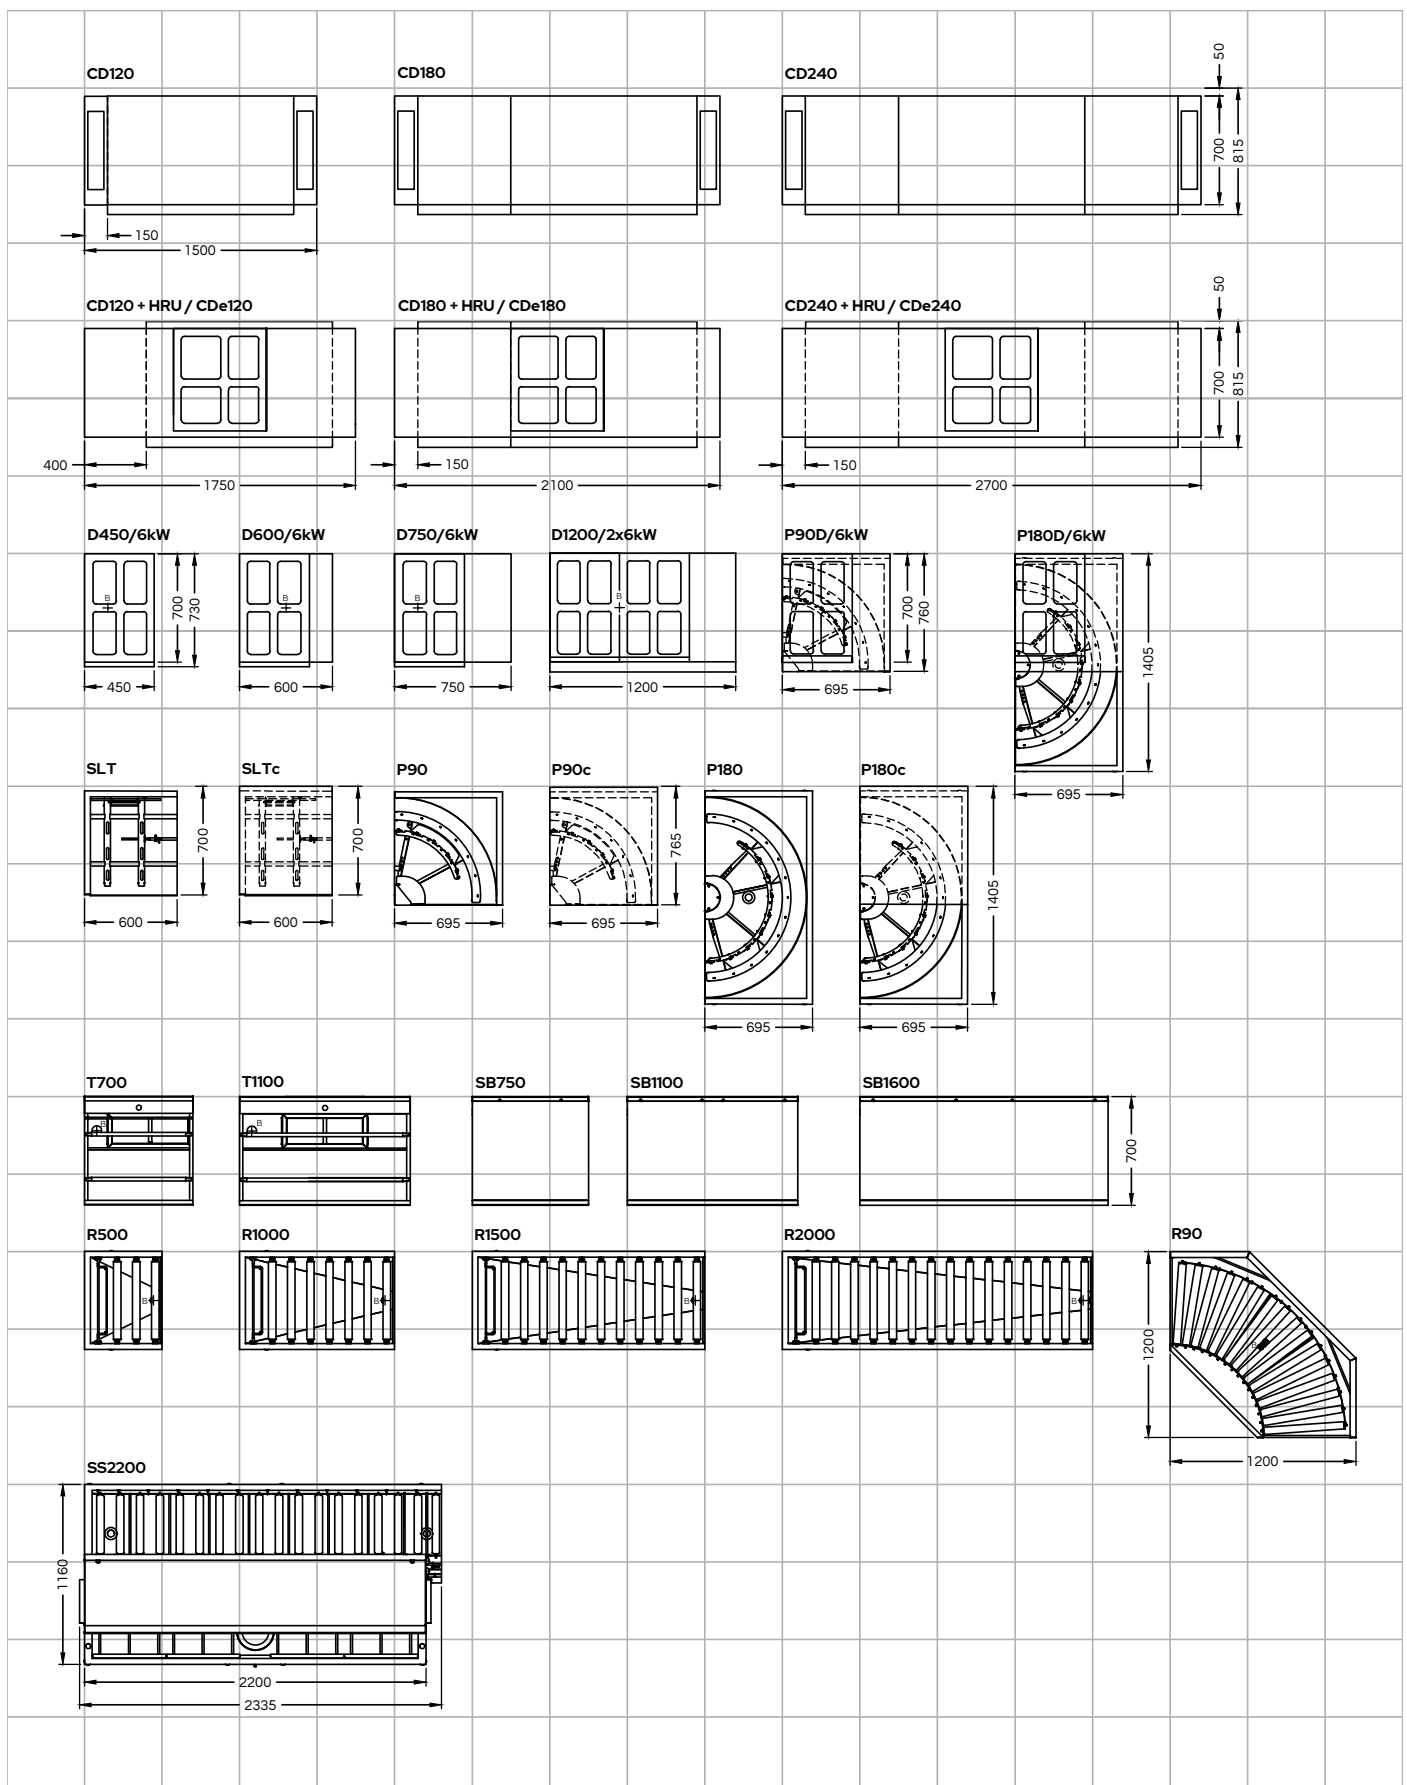 CD120
CD180
CD240
50
700
815
150
1500
CD120 + HRU / CDe120
CD180 + HRU / CDe180
CD240 + HRU / CDe240
50
700
815
400
150
150
1750
2100
2700
D450/6kW
D600/6kW
D750/6kW
D1200/2x6kW
P90D/6kW
P180D/6kW
B
B
B
B
700
730
700
760
1405
450
600
750
1200
695
695
SLT
SLTc
P90
P90c
P180
P180c
700
700
765
1405
600
600
695
695
695
695
T700
T1100
SB750
SB1100
SB1600
B
B
700
R500
R1000
R1500
R2000
R90
B
B
B
B
B
1200
1200
SS2200
1160
2200
2335